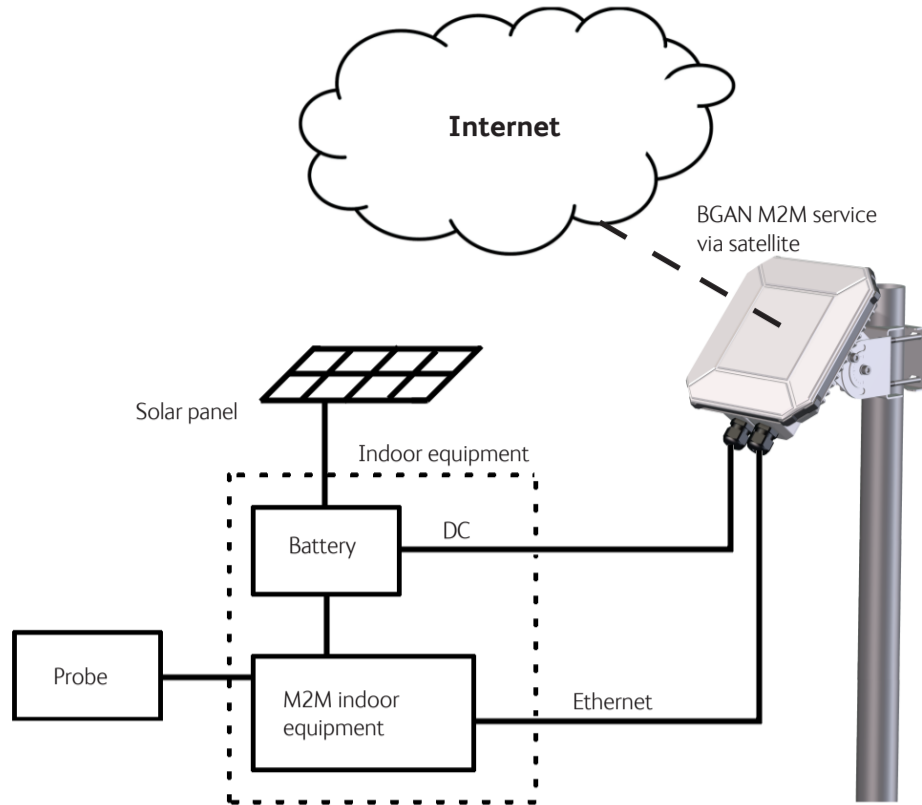 Internet
BGAN M2M service
via satellite
Solar panel
Indoor equipment
Battery
DC
Probe
M2M indoor
equipment
Ethernet